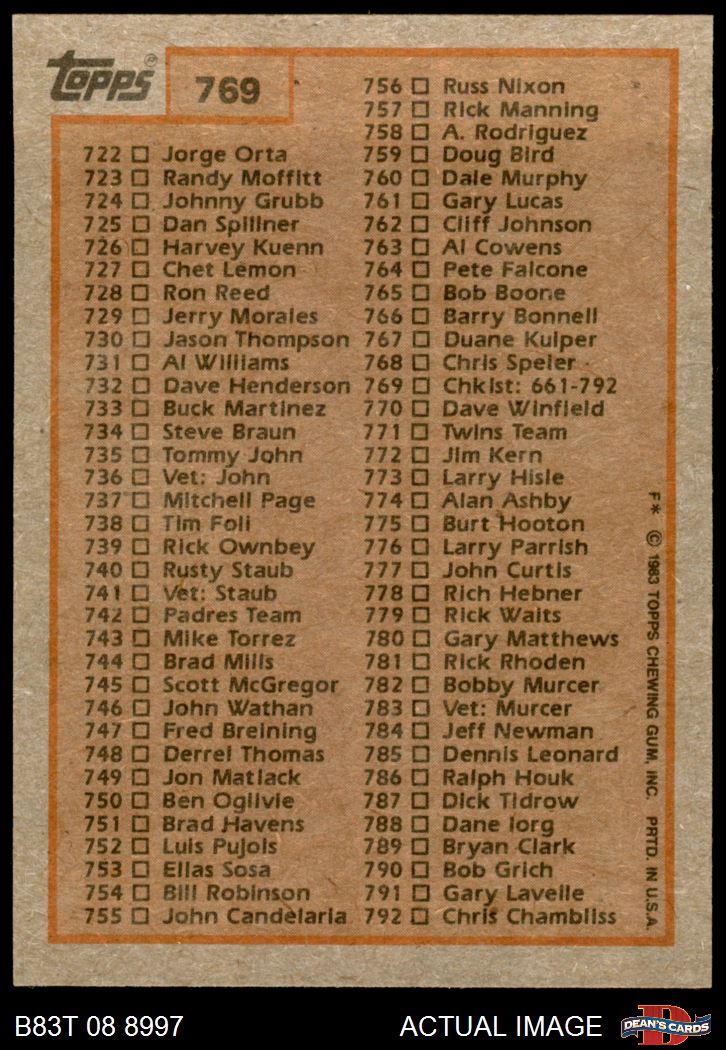 TOPPS®
769
722 □ Jorge Orta
723 □ Randy Moffitt
724 □ Johnny Grubb
725 □ Dan Spillner
726 □ Harvey Kuenn
727 □ Chet Lemon
728 □ Ron Reed
729 □ Jerry Morales
730 □ Jason Thompson
731 □ Al Williams
732 □ Dave Henderson
733 □ Buck Martinez
734 □ Steve Braun
735 □ Tommy John
736 □ Vet: John
737 □ Mitchell Page
738 □ Tim Foli
739 □ Rick Ownbey
740 □ Rusty Staub
741 □ Vet: Staub
742 □ Padres Team
743 □ Mike Torrez
744 □ Brad Mills
745 □ Scott McGregor
746 □ John Wathan
747 □ Fred Breining
748 □ Derrel Thomas
749 □ Jon Matlack
750 □ Ben Oglivie
751 □ Brad Havens
752 □ Luis Pujols
753 □ Elias Sosa
754 □ Bill Robinson
755 □ John Candelaria
756 □ Russ Nixon
757 □ Rick Manning
758 □ A. Rodriguez
759 □ Doug Bird
760 □ Dale Murphy
761 □ Gary Lucas
762 □ Cliff Johnson
763 □ Al Cowens
764 □ Pete Falcone
765 □ Bob Boone
766 □ Barry Bonnell
767 □ Duane Kuiper
768 □ Chris Speier
769 □ Chklst: 661-792
770 □ Dave Winfield
771 □ Twins Team
772 □ Jim Kern
773 □ Larry Hisle
774 □ Alan Ashby
775 □ Burt Hooton
776 □ Larry Parrish
777 □ John Curtis
778 □ Rich Hebner
779 □ Rick Waits
780 □ Gary Matthews
781 □ Rick Rhoden
782 □ Bobby Murcer
783 □ Vet: Murcer
784 □ Jeff Newman
785 □ Dennis Leonard
786 □ Ralph Houk
787 □ Dick Tidrow
788 □ Dane Iorg
789 □ Bryan Clark
790 □ Bob Grich
791 □ Gary Lavelle
792 □ Chris Chambliss
F* © 1983 TOPPS CHEWING GUM, INC. PRTD. IN U.S.A.
B83T 08 8997
ACTUAL IMAGE
D
DEAN'S CARDS